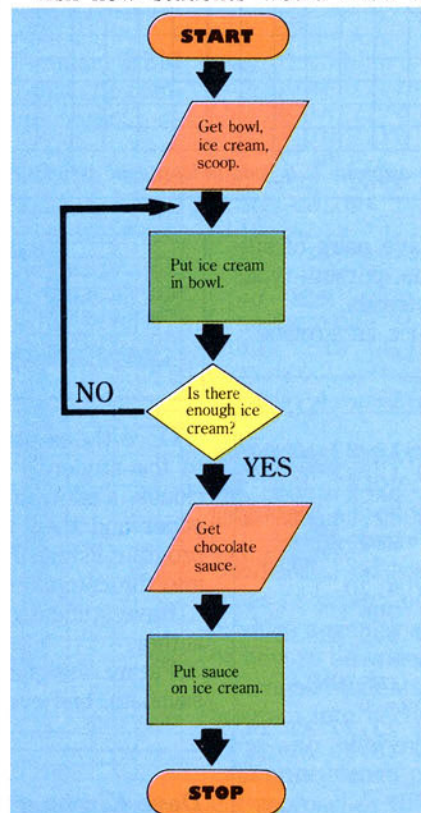 START
Get bowl,
ice cream,
scoop.
Put ice cream
in bowl.
Is there
enough ice
cream?
NO
YES
Get
chocolate
sauce.
Put sauce
on ice cream.
STOP